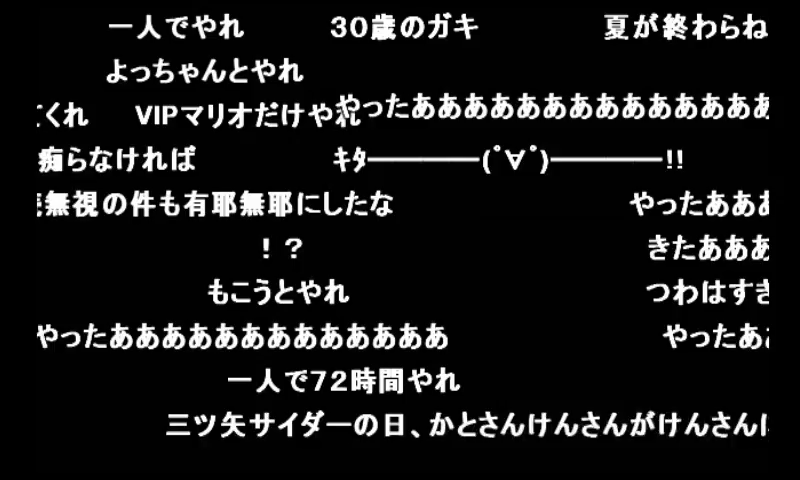 一人でやれ
30歳のガキ
夏が終わらね
よっちゃんとやれ
てくれ
VIPマリオだけやれ
やったああああああああああああああ
痴らなければ
ｷﾀ━━━━━(ﾟ∀ﾟ)━━━━━!!
無視の件も有耶無耶にしたな
やったあああ
！？
きたあああ
もこうとやれ
つわはすき
やったあああああああああああああ
やったああ
一人で72時間やれ
三ツ矢サイダーの日、かとさんけんさんがけんさんに